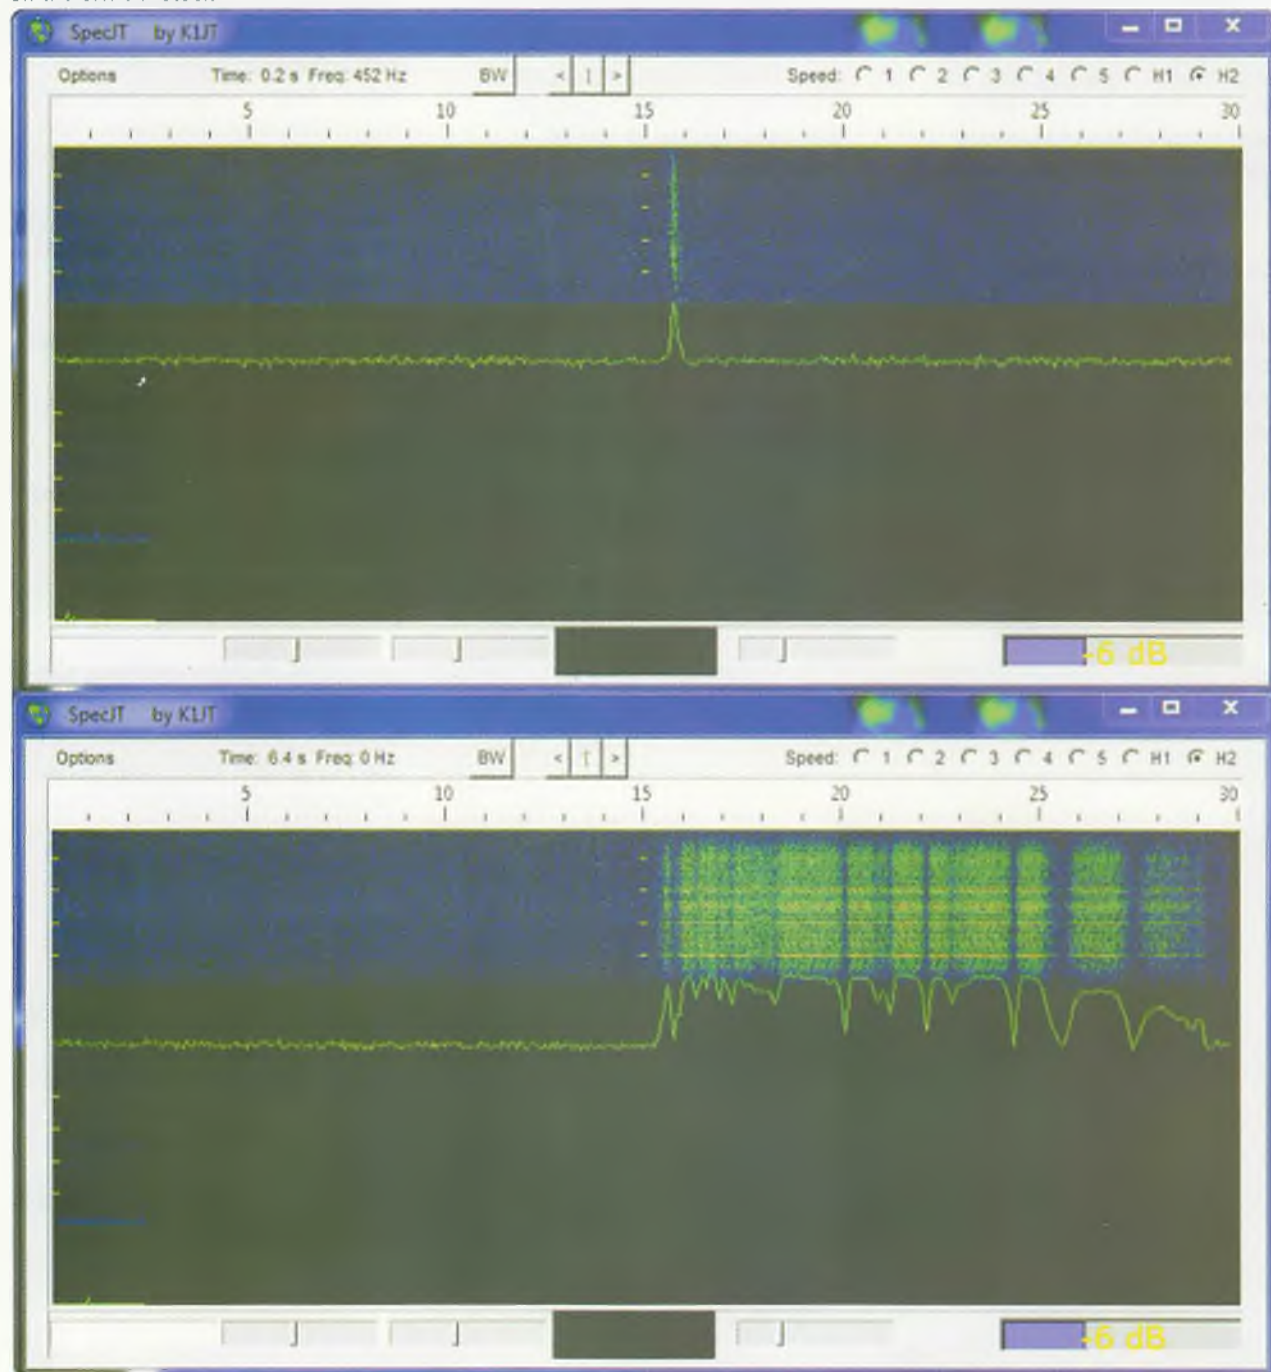 SpecJT by K1JT
Options Time: 0.2 s Freq: 452 Hz BW < | > Speed: 1 2 3 4 5 H1 H2
5 10 15 20 25 30
-6 dB
SpecJT by K1JT
Options Time: 6.4 s Freq: 0 Hz BW < | > Speed: 1 2 3 4 5 H1 H2
5 10 15 20 25 30
-6 dB